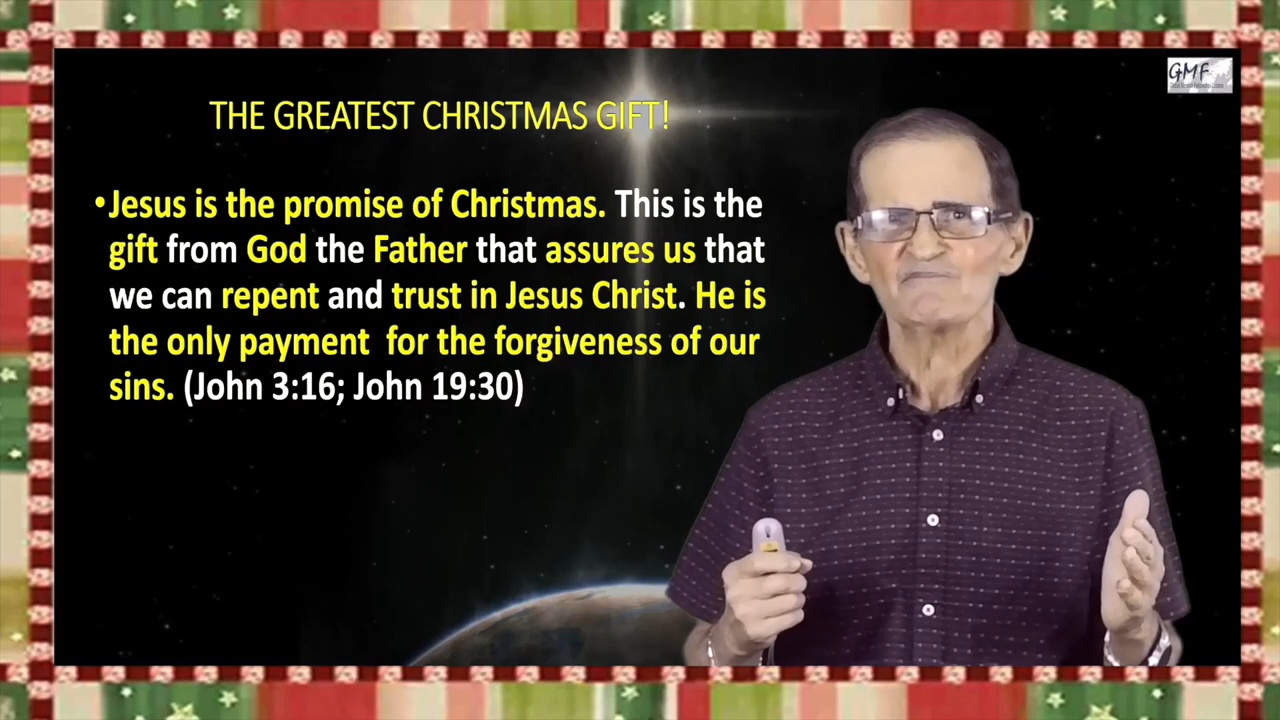 GMF
THE GREATEST CHRISTMAS GIFT!
•Jesus is the promise of Christmas. This is the
gift from God the Father that assures us that
we can repent and trust in Jesus Christ. He is
the only payment for the forgiveness of our
sins. (John 3:16; John 19:30)